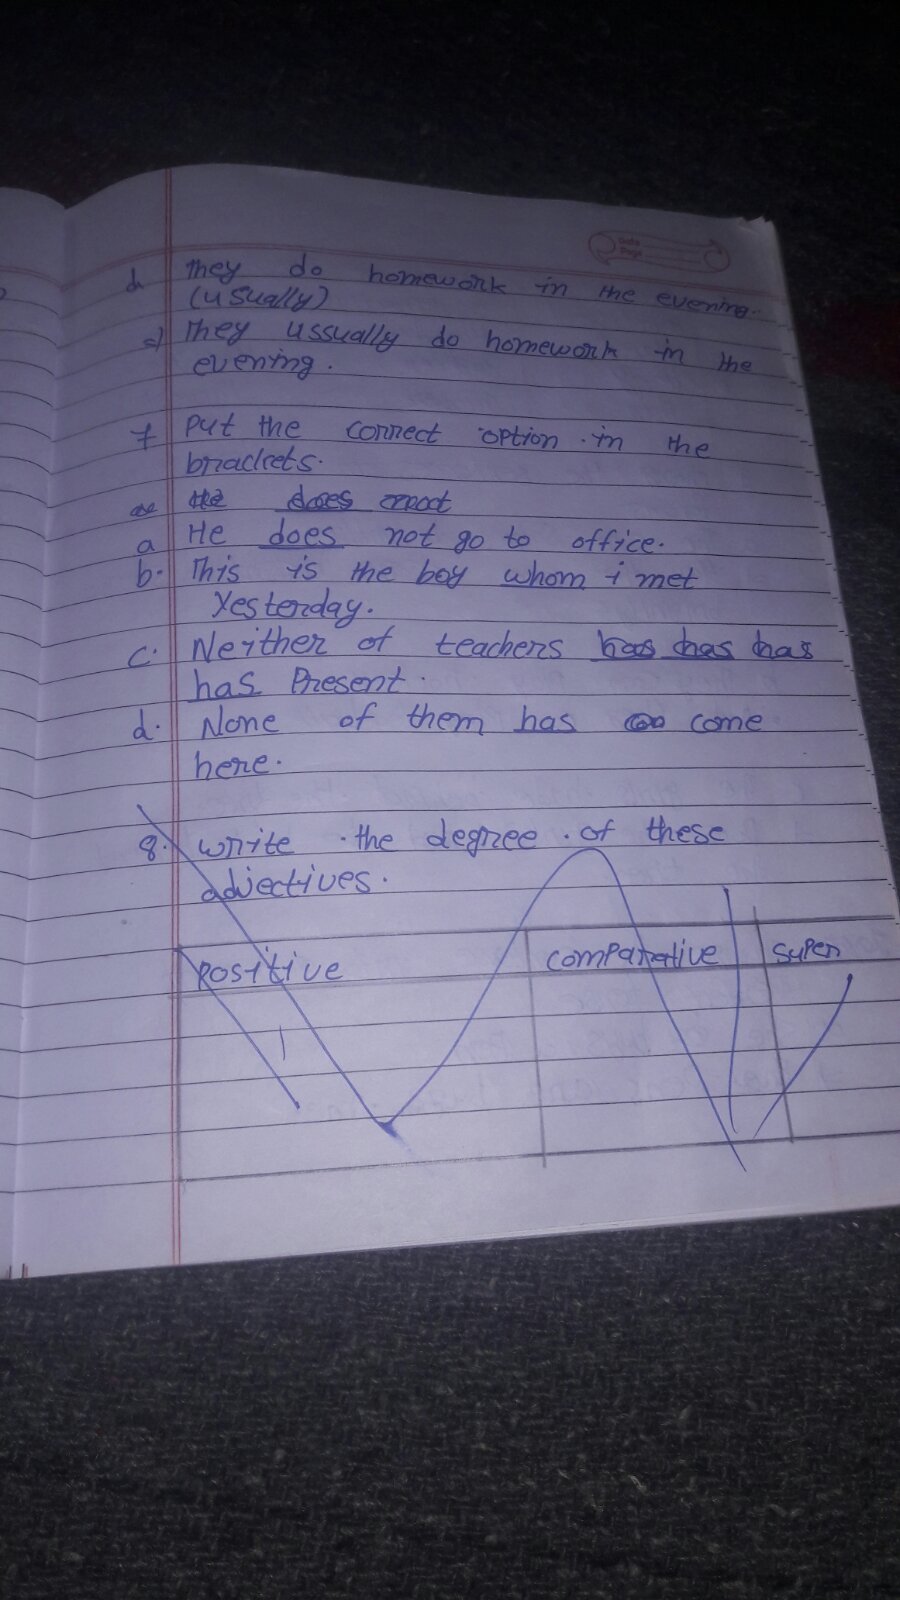 Date
Page
d. They do homework in the evening.
(usually)
⇒ They ussually do homework in the
evening.
7 Put the correct option in the
brackets.
a He does not go to office.
b. This is the boy whom i met
Yesterday.
c. Neither of teachers has has has
has Present.
d. None of them has come
here.
8. write the degree of these
adjectives.
Positive comparative super